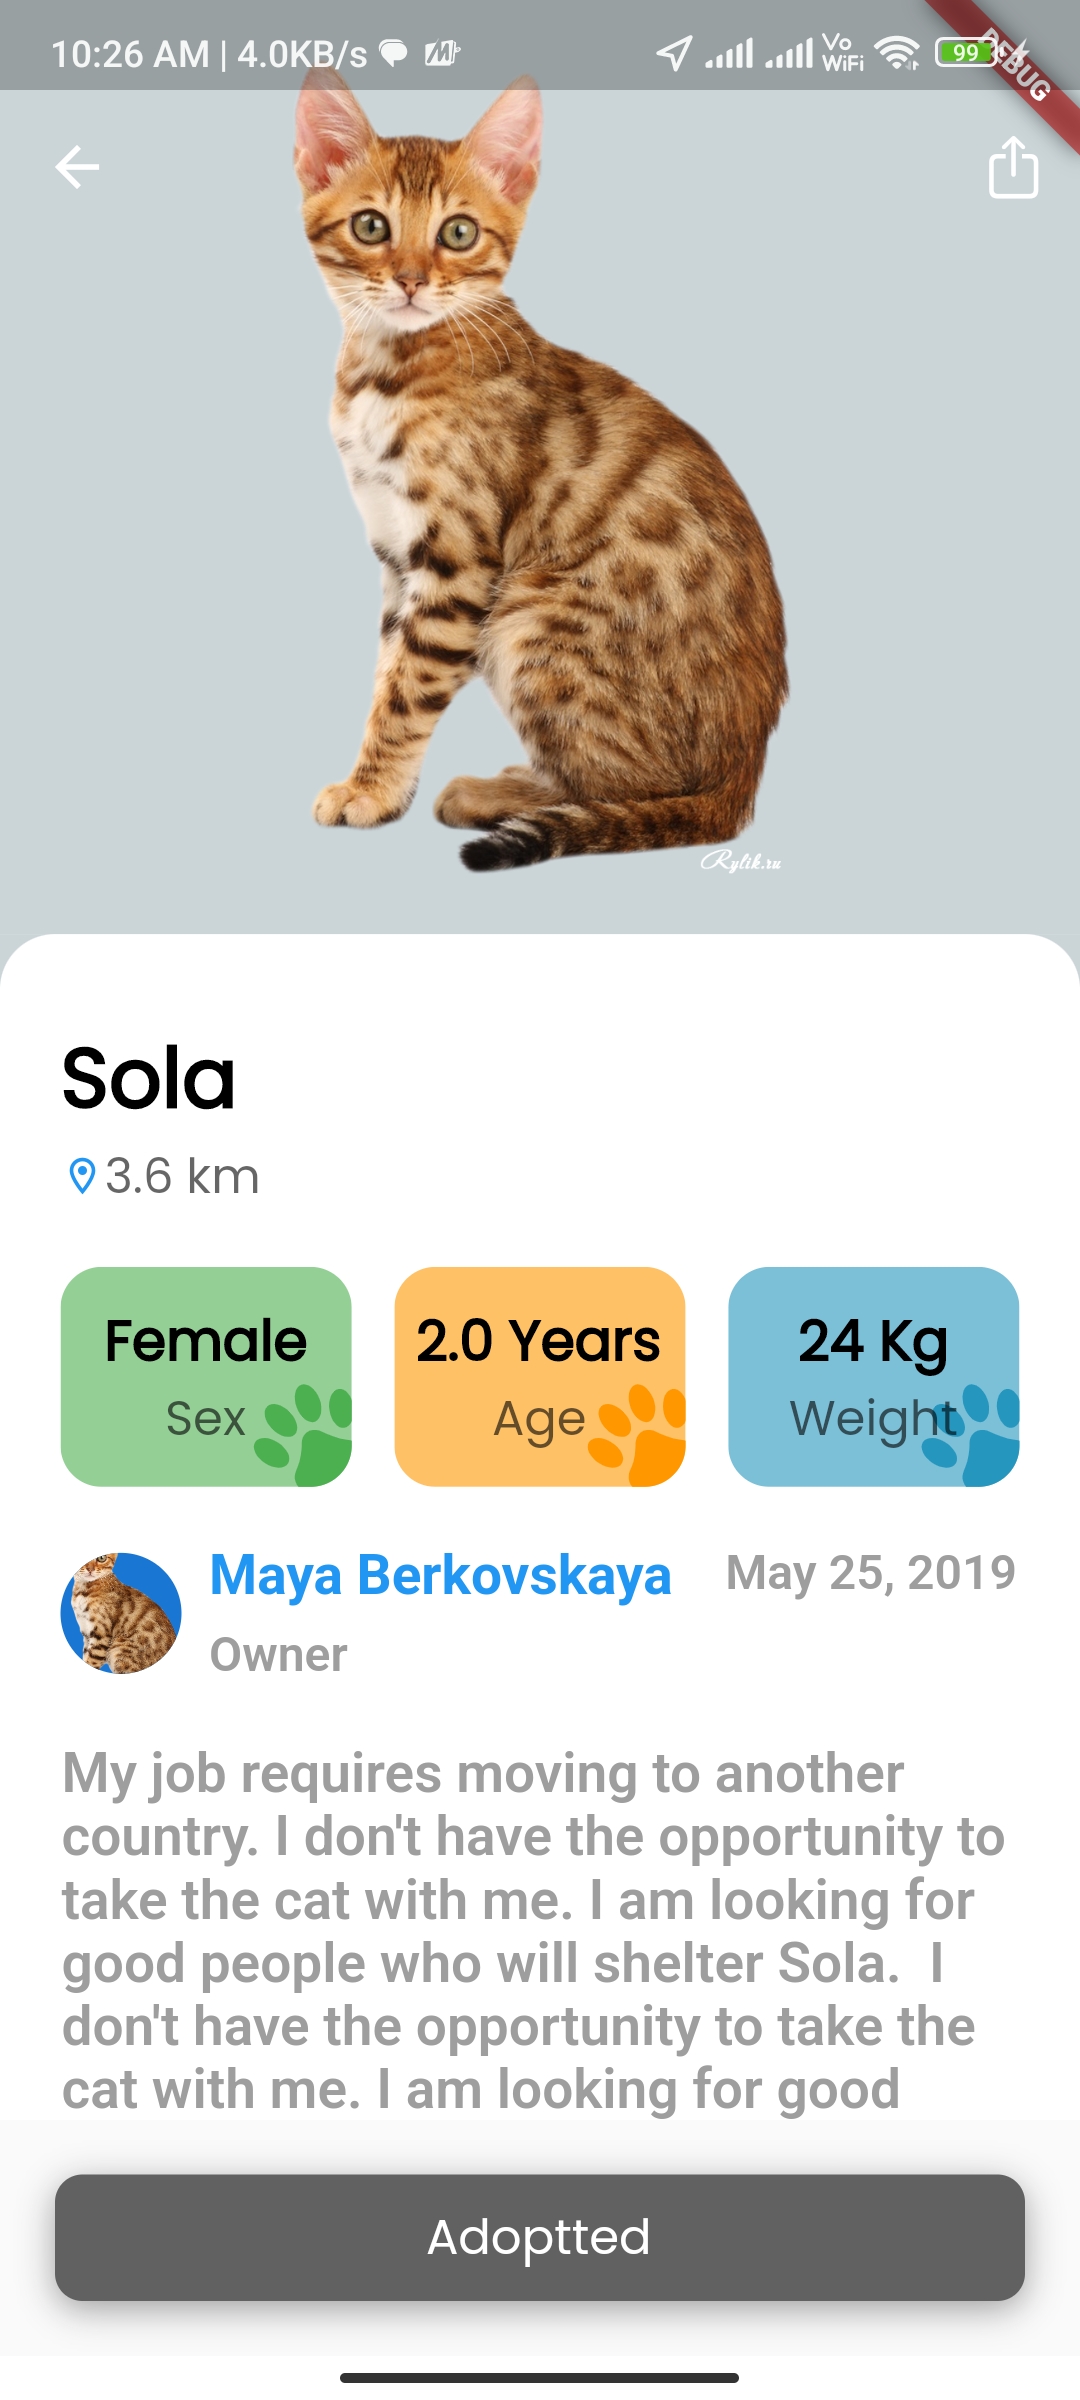 10:26 AM | 4.0KB/s
Vo
WiFi
99
DEBUG
Rylik.ru
Sola
3.6 km
Female
Sex
2.0 Years
Age
24 Kg
Weight
Maya Berkovskaya
May 25, 2019
Owner
My job requires moving to another
country. I don't have the opportunity to
take the cat with me. I am looking for
good people who will shelter Sola.  I
don't have the opportunity to take the
cat with me. I am looking for good
Adoptted